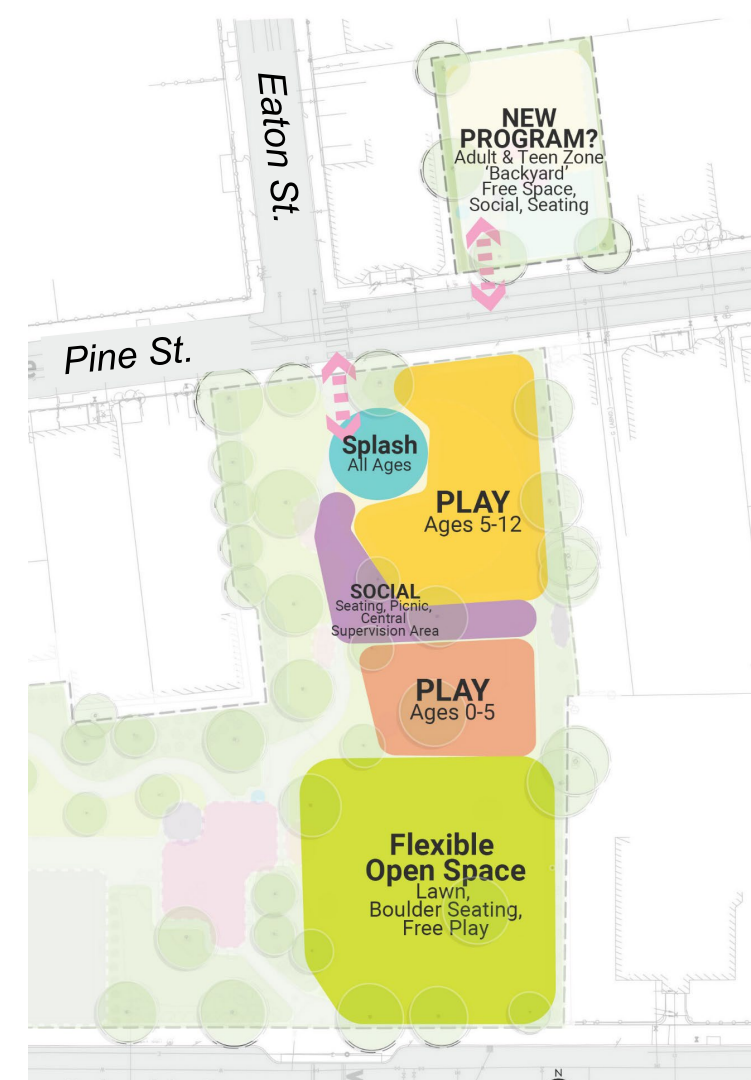 Eaton St.
NEW
PROGRAM?
Adult & Teen Zone
'Backyard'
Free Space,
Social, Seating
Pine St.
Splash
All Ages
PLAY
Ages 5-12
SOCIAL
Seating, Picnic,
Central
Supervision Area
PLAY
Ages 0-5
Flexible
Open Space
Lawn,
Boulder Seating,
Free Play
N